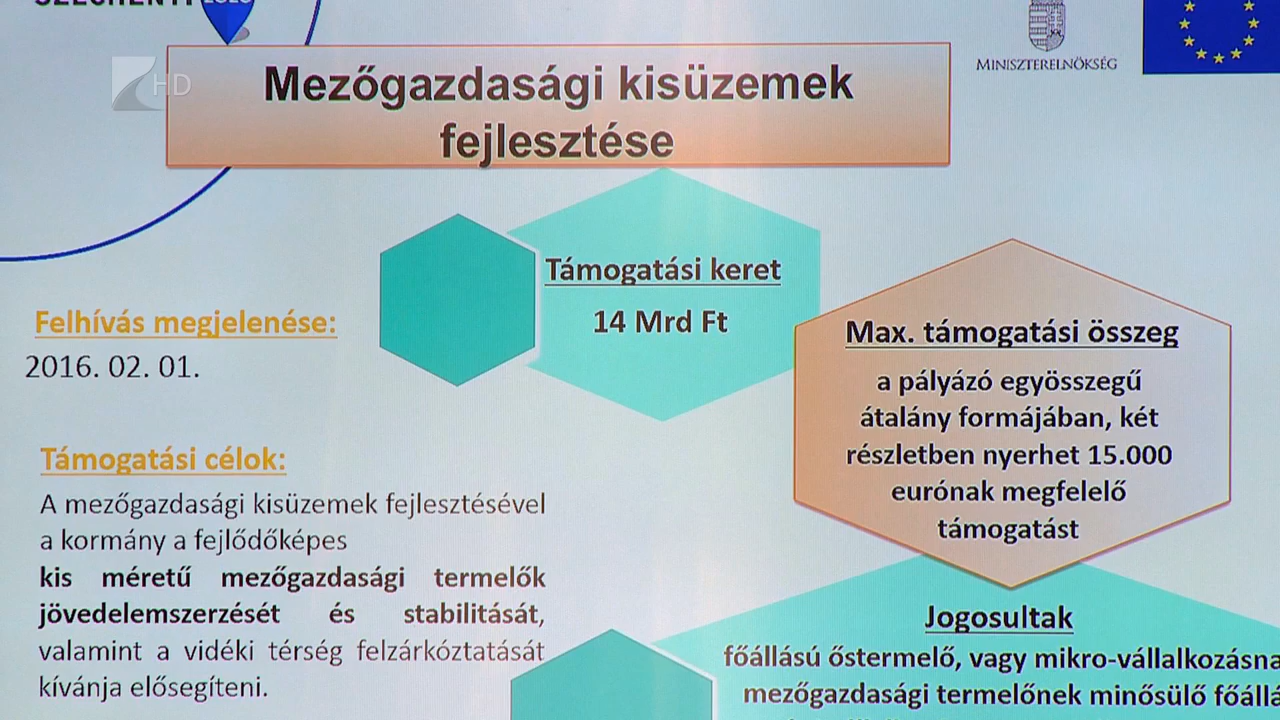 SZÉCHENYI 2020
HD
MINISZTERELNÖKSÉG
Mezőgazdasági kisüzemek
fejlesztése
Támogatási keret
14 Mrd Ft
Felhívás megjelenése:
2016. 02. 01.
Max. támogatási összeg
a pályázó egyösszegű
átalány formájában, két
részletben nyerhet 15.000
eurónak megfelelő
támogatást
Támogatási célok:
A mezőgazdasági kisüzemek fejlesztésével
a kormány a fejlődőképes
kis méretű mezőgazdasági termelők
jövedelemszerzését és stabilitását,
valamint a vidéki térség felzárkóztatását
kívánja elősegíteni.
Jogosultak
főállású őstermelő, vagy mikro-vállalkozásna
mezőgazdasági termelőnek minősülő főállá